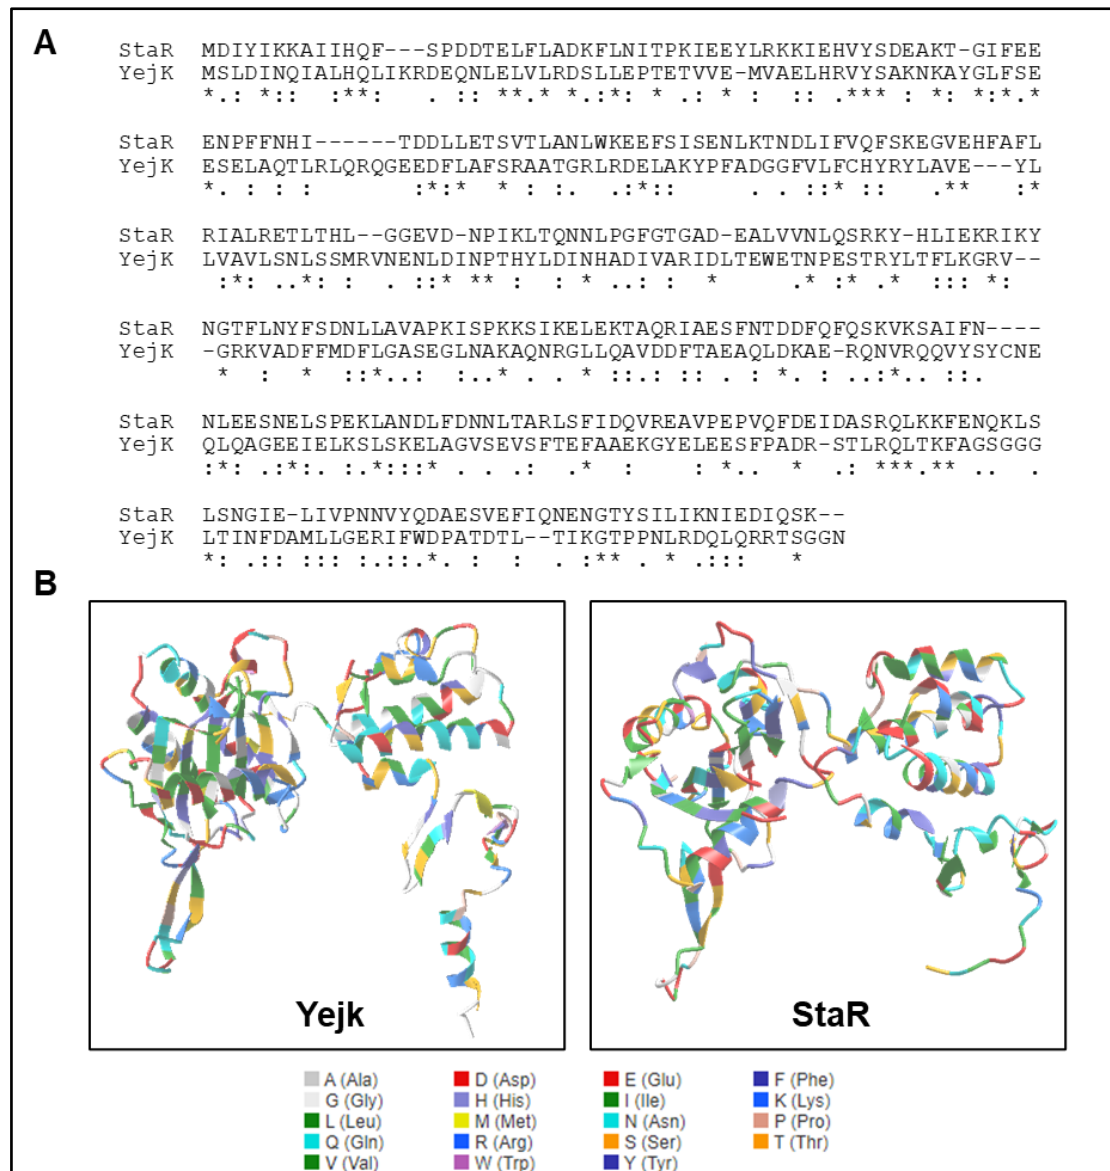 A
StaR MDIYIKKAIIHQF---SPDDTELFLADKFLNITPKIEEYLRKKIEHVYSDEAKT-GIFEE
YejK MSLDINQIALHQLIKRDEQNLELVLRDSLLEPTETVVE-MVAELHRVYSAKNKAYGLFSE
*.: *:: :**: . :: **.* *.:*: * .: * :: .*** : *: *:*.*
StaR ENPFFNHI------TDDLLETSVTLANLWKEEFSISENLKTNDLIFVQFSKEGVEHFAFL
YejK ESELAQTLRLQRQGEEDFLAFSRAATGRLRDELAKYPFADGGFVLFCHYRYLAVE---YL
*. : : : :*:* * : :. ::*:: . . ::* :: .** :*
StaR RIALRETLTHL-GGEVD-NPIKLTQNNLPGFGTGAD-EALVVNLQSRKY-HLIEKRIKY
YejK LVAVLSNLSSMRVNENLDINPTHYLDINHADIVARIDLTEWETNPESTRYLTFLKGRV--
:*: ..*: : .* ::* ** *..: .: * .* *: .* ::: *:
StaR NGTFLNYFSDNLLAVAPKISPKKSIKELEKTAQRIAESFNTDDFQFQSKVKSAIFN----
YejK -GRKVADFFMDFLGASEGLNAKAQNRGLLQAVDDFTAEAQLDKAE-RQNVRQQVYSYCNE
* : * ::*..: :..* . : * ::.:.:: : *. : ..:*.. ::.
StaR NLEESNELSPEKLANDLFDNNLTARLSFIDQVREAVPEPVQFDEIDASRQLKKFENQKLS
YejK QLQAGEEIELKSLSKELAGVSEVSFTEFAAEKGYELEESFPADR-STLRQLTKFAGSGGG
:*: .:*: .*:::* . . .: .* : :* . * .: ***.** .. .
StaR LSNGIE-LIVPNNVYQDAESVEFIQNENGTYSILIKNIEDIQSK--
YejK LTINFDAMLLGERIFWDPATDTL--TIKGTPPNLRDQLQRRTSGGN
*: .:: ::: .:: *. : : . :** * .::: *
B
Yejk
StaR
A (Ala) D (Asp) E (Glu) F (Phe)
G (Gly) H (His) I (Ile) K (Lys)
L (Leu) M (Met) N (Asn) P (Pro)
Q (Gln) R (Arg) S (Ser) T (Thr)
V (Val) W (Trp) Y (Tyr)